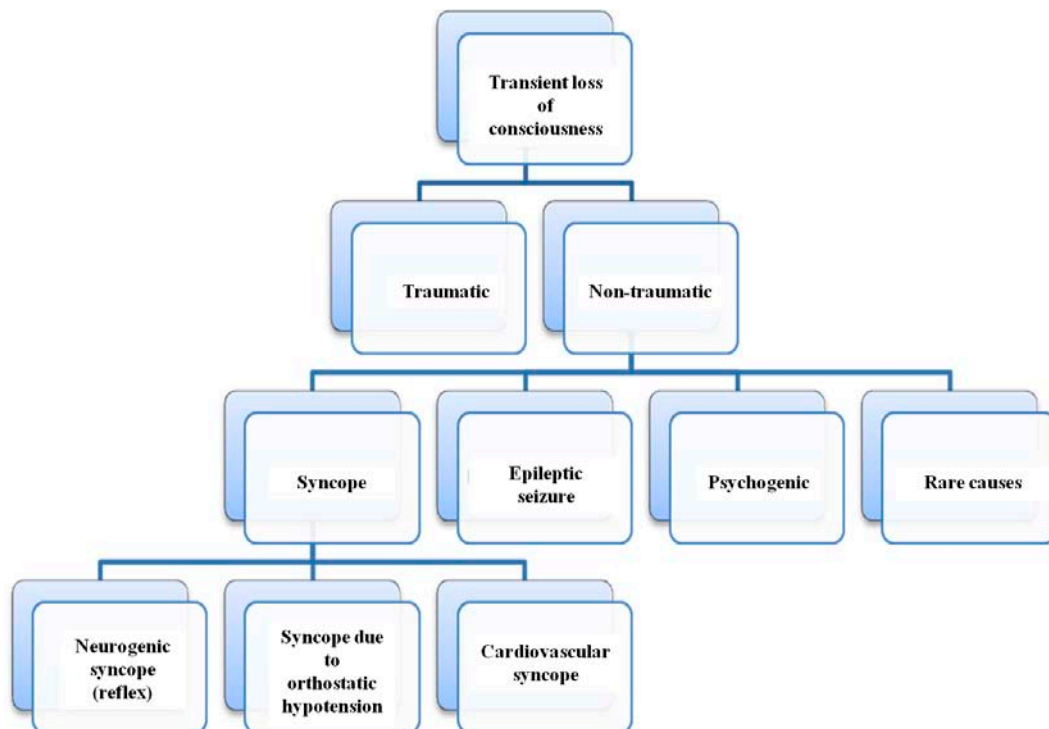 Transient loss
of
consciousness
Traumatic
Non-traumatic
Syncope
Epileptic
seizure
Psychogenic
Rare causes
Neurogenic
syncope
(reflex)
Syncope due
to
orthostatic
hypotension
Cardiovascular
syncope